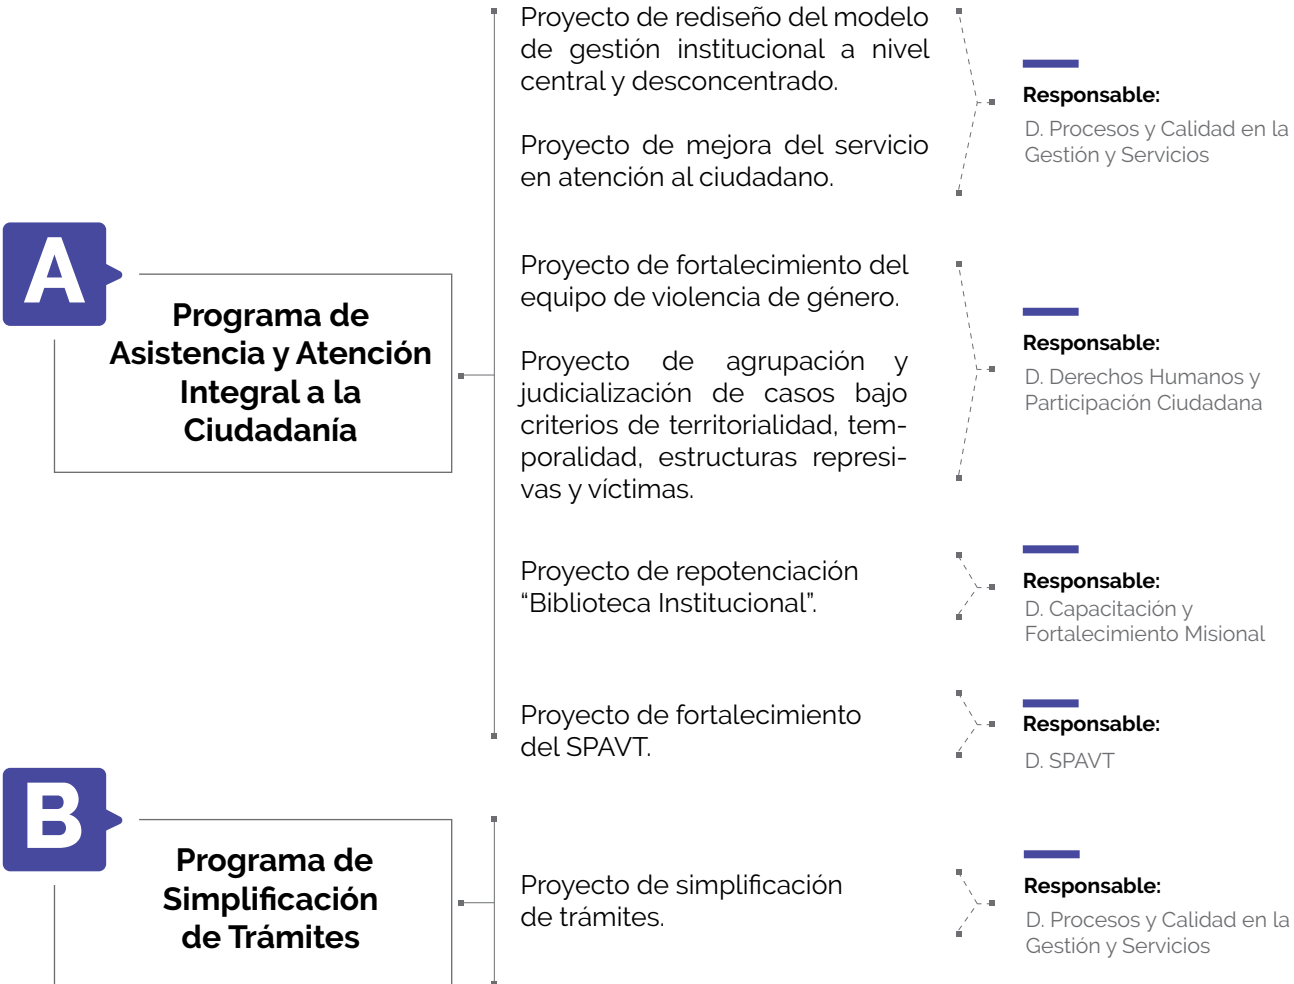 A
Programa de
Asistencia y Atención
Integral a la
Ciudadanía
Proyecto de rediseño del modelo
de gestión institucional a nivel
central y desconcentrado.
Proyecto de mejora del servicio
en atención al ciudadano.
Responsable:
D. Procesos y Calidad en la
Gestión y Servicios
Proyecto de fortalecimiento del
equipo de violencia de género.
Proyecto de agrupación y
judicialización de casos bajo
criterios de territorialidad, tem-
poralidad, estructuras represi-
vas y víctimas.
Responsable:
D. Derechos Humanos y
Participación Ciudadana
Proyecto de repotenciación
“Biblioteca Institucional”.
Responsable:
D. Capacitación y
Fortalecimiento Misional
Proyecto de fortalecimiento
del SPAVT.
Responsable:
D. SPAVT
B
Programa de
Simplificación
de Trámites
Proyecto de simplificación
de trámites.
Responsable:
D. Procesos y Calidad en la
Gestión y Servicios